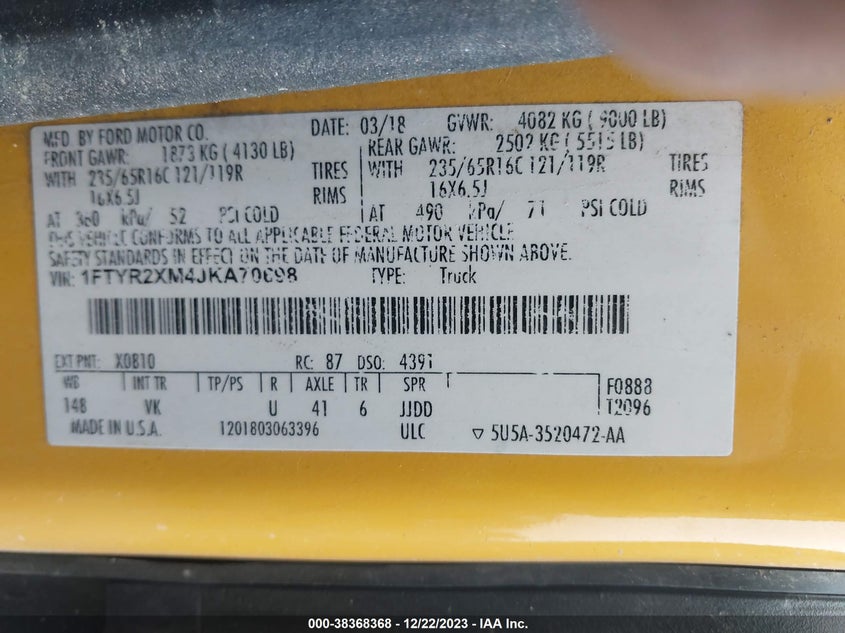 MFD BY FORD MOTOR CO. DATE: 03/18 GVWR: 4082 KG ( 9000 LB)
FRONT GAWR: 1873 KG ( 4130 LB) REAR GAWR: 2502 KG ( 5515 LB)
WITH 235/65R16C 121/119R TIRES WITH 235/65R16C 121/119R TIRES
16X6.5J RIMS 16X6.5J RIMS
AT 360 kPa/ 52 PSI COLD AT 490 kPa/ 71 PSI COLD
THIS VEHICLE CONFORMS TO ALL APPLICABLE FEDERAL MOTOR VEHICLE
SAFETY STANDARDS IN EFFECT ON THE DATE OF MANUFACTURE SHOWN ABOVE.
VIN: 1FTYR2XM4JKA70698 TYPE: Truck
EXT PNT: X0810 RC: 87 DSO: 4391
WB INT TR TP/PS R AXLE TR SPR F0888
148 VK U 41 6 JJDD T2096
MADE IN U.S.A. 1201803063396 ULC ▽ 5U5A-3520472-AA
000-38368368 - 12/22/2023 - IAA Inc.